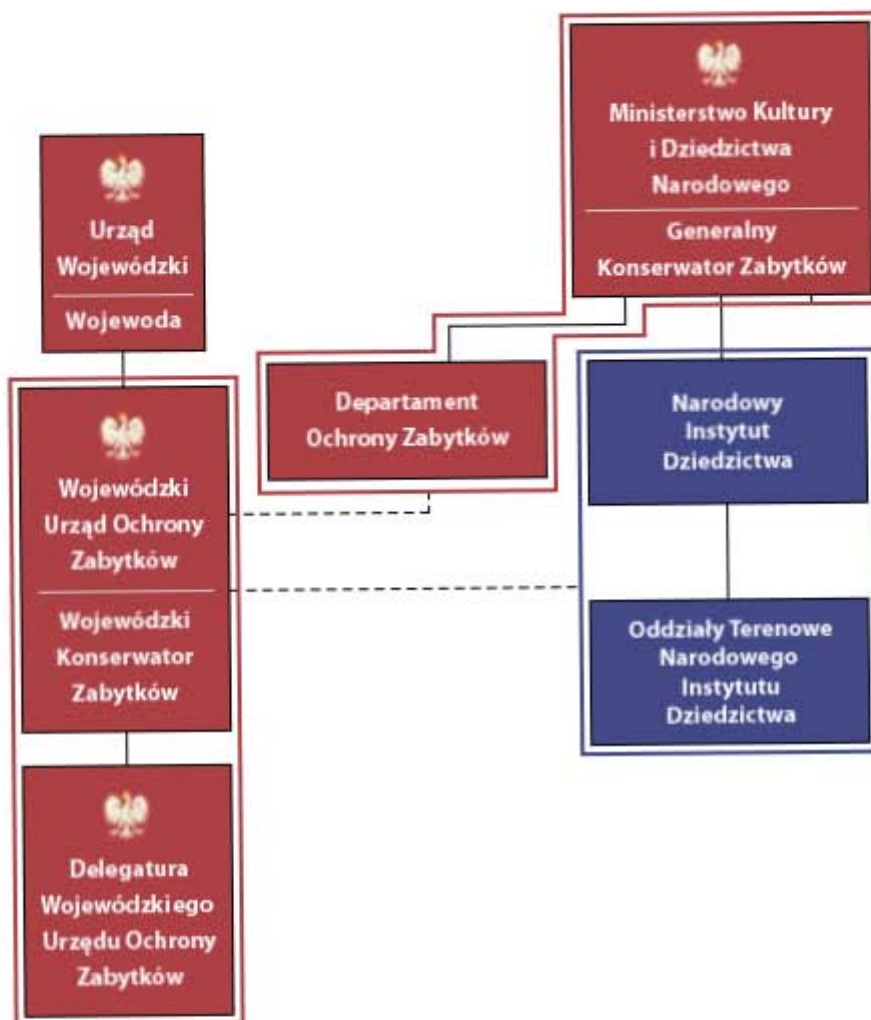 Ministerstwo Kultury
i Dziedzictwa
Narodowego
Generalny
Konserwator Zabytków
Urząd
Wojewódzki
Wojewoda
Departament
Ochrony Zabytków
Narodowy
Instytut
Dziedzictwa
Wojewódzki
Urząd Ochrony
Zabytków
Wojewódzki
Konserwator
Zabytków
Oddziały Terenowe
Narodowego
Instytutu
Dziedzictwa
Delegatura
Wojewódzkiego
Urzędu Ochrony
Zabytków